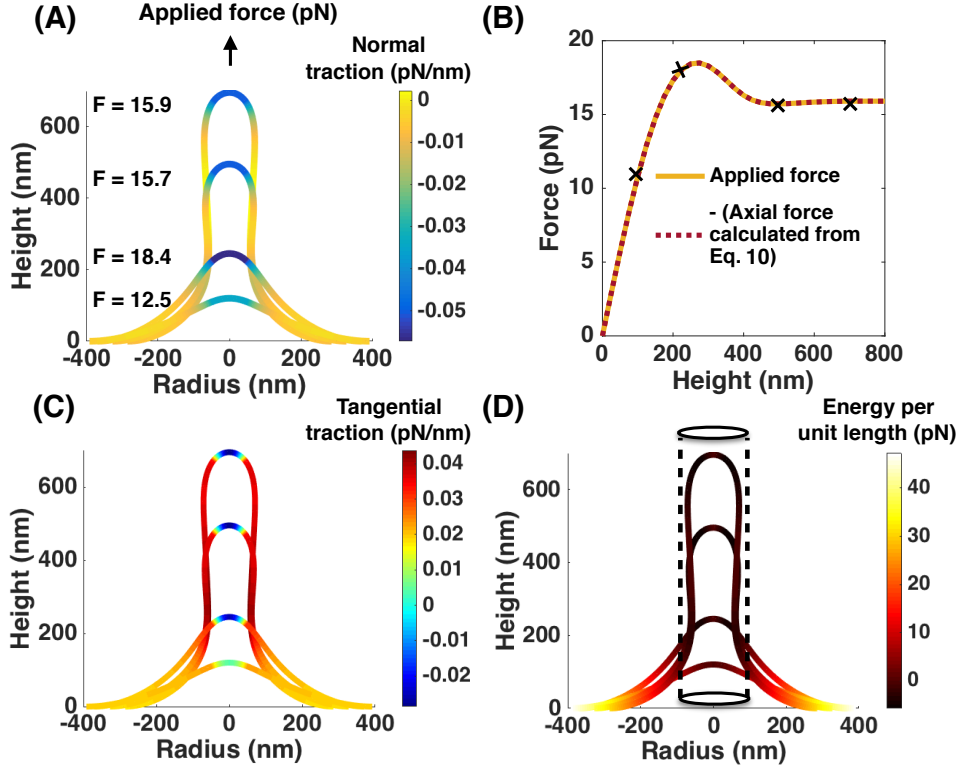 (A)
Applied force (pN)
Normal
traction (pN/nm)
F = 15.9
F = 15.7
F = 18.4
F = 12.5
Height (nm)
600
400
200
0
-400 -200 0 200 400
Radius (nm)
0
-0.01
-0.02
-0.03
-0.04
-0.05
(B)
Force (pN)
20
15
10
5
0
0 200 400 600 800
Height (nm)
Applied force
- (Axial force
calculated from
Eq. 10)
(C)
Tangential
traction (pN/nm)
Height (nm)
600
400
200
0
-400 -200 0 200 400
Radius (nm)
0.04
0.03
0.02
0.01
0
-0.01
-0.02
(D)
Energy per
unit length (pN)
Height (nm)
600
400
200
0
-400 -200 0 200 400
Radius (nm)
40
30
20
10
0